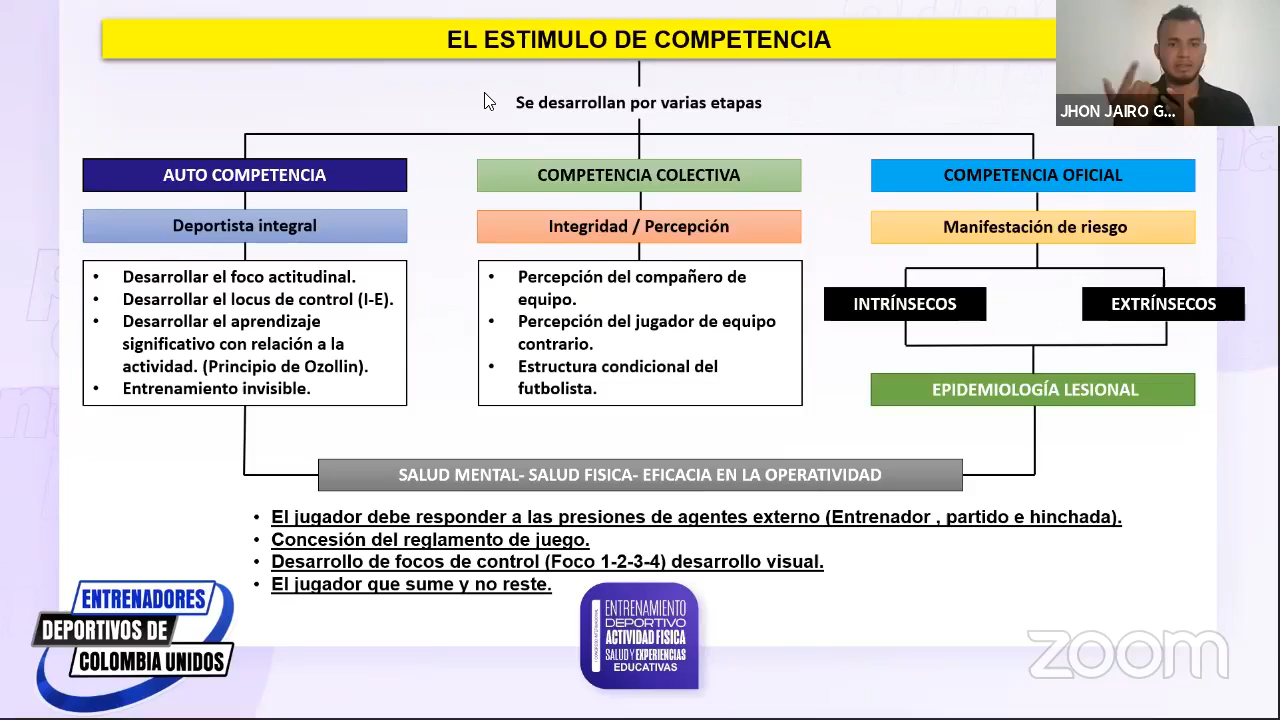 EL ESTIMULO DE COMPETENCIA
JHON JAIRO G...
Se desarrollan por varias etapas
AUTO COMPETENCIA
Deportista integral
• Desarrollar el foco actitudinal.
• Desarrollar el locus de control (I-E).
• Desarrollar el aprendizaje
significativo con relación a la
actividad. (Principio de Ozollin).
• Entrenamiento invisible.
COMPETENCIA COLECTIVA
Integridad / Percepción
• Percepción del compañero de
equipo.
• Percepción del jugador de equipo
contrario.
• Estructura condicional del
futbolista.
COMPETENCIA OFICIAL
Manifestación de riesgo
INTRÍNSECOS
EXTRÍNSECOS
EPIDEMIOLOGÍA LESIONAL
SALUD MENTAL- SALUD FISICA- EFICACIA EN LA OPERATIVIDAD
• El jugador debe responder a las presiones de agentes externo (Entrenador , partido e hinchada).
• Concesión del reglamento de juego.
• Desarrollo de focos de control (Foco 1-2-3-4) desarrollo visual.
• El jugador que sume y no reste.
ENTRENADORES
DEPORTIVOS DE
COLOMBIA UNIDOS
ENTRENAMIENTO
DEPORTIVO
ACTIVIDAD FISICA
SALUD Y EXPERIENCIAS
EDUCATIVAS
zoom